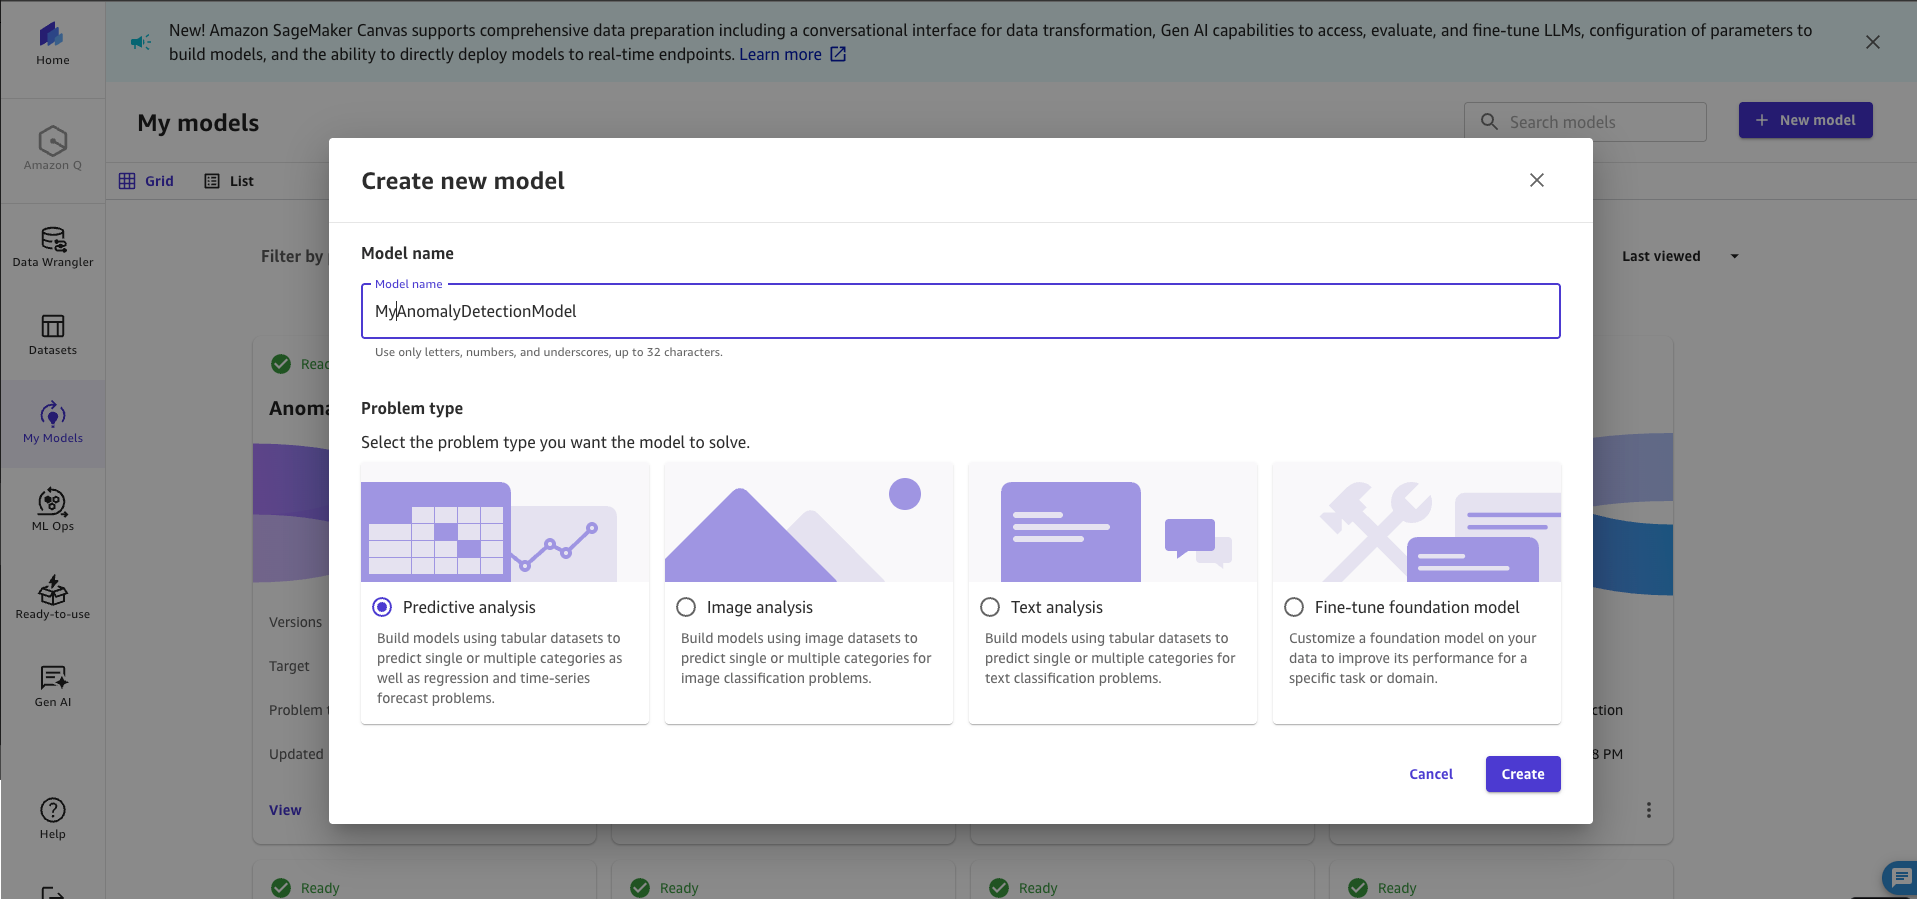 Home
New! Amazon SageMaker Canvas supports comprehensive data preparation including a conversational interface for data transformation, Gen AI capabilities to access, evaluate, and fine-tune LLMs, configuration of parameters to
build models, and the ability to directly deploy models to real-time endpoints. Learn more
My models
Search models
+ New model
Amazon Q
Grid
List
Create new model
Data Wrangler
Filter by
Last viewed
Model name
Model name
MyAnomalyDetectionModel
Use only letters, numbers, and underscores, up to 32 characters.
Datasets
My Models
ML Ops
Ready-to-use
Gen AI
Help
Problem type
Select the problem type you want the model to solve.
Predictive analysis
Build models using tabular datasets to
predict single or multiple categories as
well as regression and time-series
forecast problems.
Image analysis
Build models using image datasets to
predict single or multiple categories for
image classification problems.
Text analysis
Build models using tabular datasets to
predict single or multiple categories for
text classification problems.
Fine-tune foundation model
Customize a foundation model on your
data to improve its performance for a
specific task or domain.
Cancel
Create
Versions
Target
Problem
Updated
8 PM
View
Ready
Ready
Ready
Ready